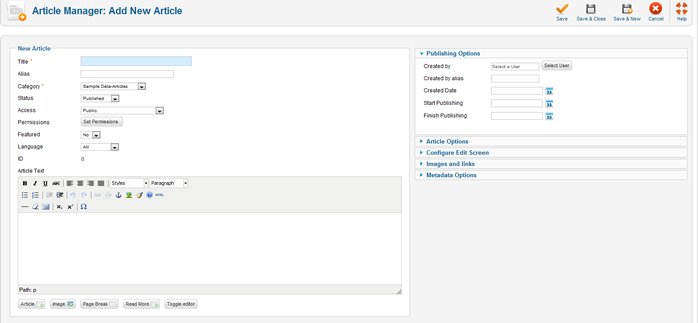 Article Manager: Add New Article
Save
Save & Close
Save & New
Cancel
Help
New Article
Title *
Alias
Category * Sample Data-Articles
Status Published
Access Public
Permissions Set Permissions
Featured No
Language All
ID 0
Article Text
B I U ABC Styles Paragraph
HTML
Path: p
Article Image Page Break Read More Toggle editor
Publishing Options
Created by Select a User Select User
Created by alias
Created Date
Start Publishing
Finish Publishing
Article Options
Configure Edit Screen
Images and links
Metadata Options